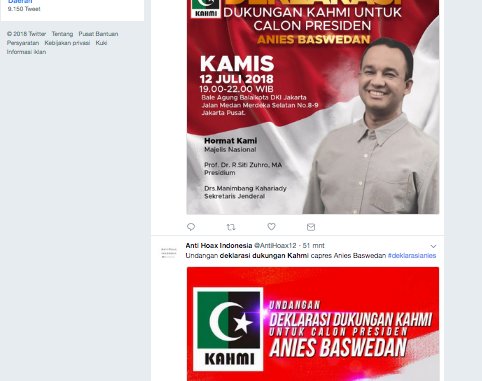 Daerah
9.150 Tweet
© 2018 Twitter Tentang Pusat Bantuan
Persyaratan Kebijakan privasi Kuki
Informasi iklan
KAHMI
DUKUNGAN KAHMI UNTUK
CALON PRESIDEN
ANIES BASWEDAN
KAMIS
12 JULI 2018
19.00-22.00 WIB
Bale Agung Balaikota DKI Jakarta
Jalan Medan Merdeka Selatan No.8-9
Jakarta Pusat.
Hormat Kami
Majelis Nasional
Prof. Dr. R.Siti Zuhro, MA
Presidium
Drs.Manimbang Kahariady
Sekretaris Jenderal
Anti Hoax Indonesia @AntiHoax12 · 51 mnt
Undangan deklarasi dukungan Kahmi capres Anies Baswedan #deklarasianies
UNDANGAN
DEKLARASI DUKUNGAN KAHMI
UNTUK CALON PRESIDEN
ANIES BASWEDAN
KAHMI